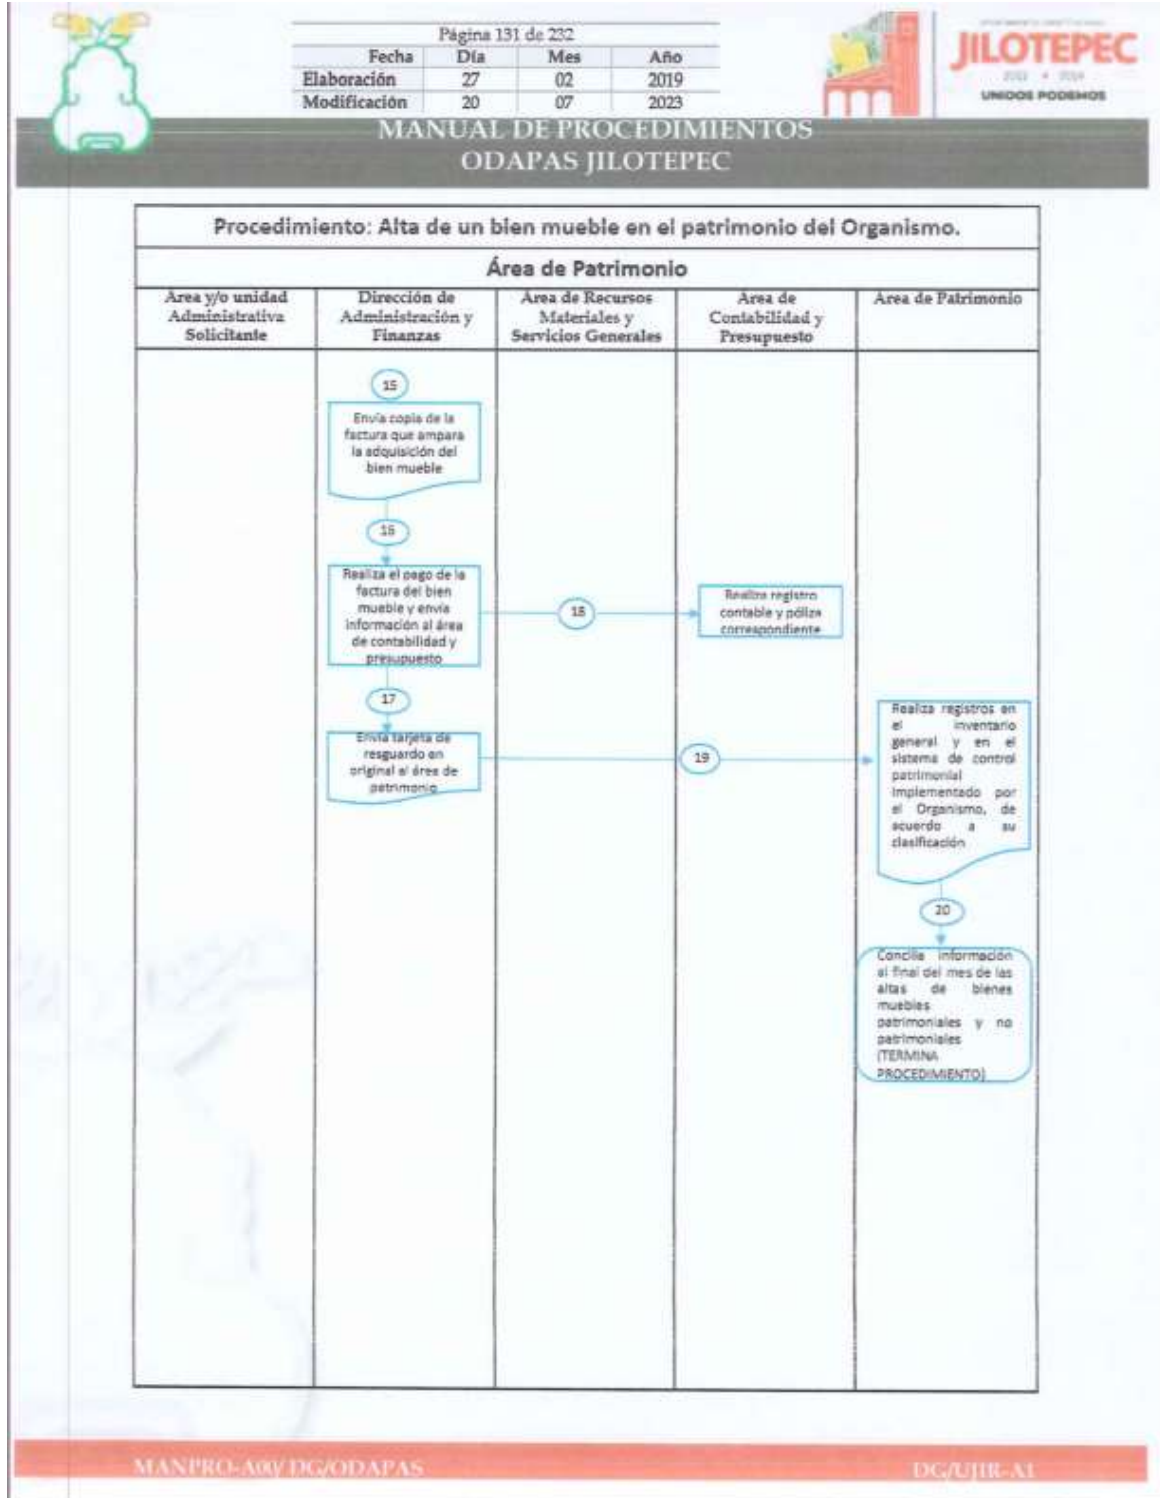 Página 131 de 232
Fecha Día Mes Año
Elaboración 27 02 2019
Modificación 20 07 2023
JILOTEPEC
UNIDOS PODEMOS
MANUAL DE PROCEDIMIENTOS
ODAPAS JILOTEPEC
Procedimiento: Alta de un bien mueble en el patrimonio del Organismo.
Área de Patrimonio
Área y/o unidad
Administrativa
Solicitante
Dirección de
Administración y
Finanzas
Área de Recursos
Materiales y
Servicios Generales
Área de
Contabilidad y
Presupuesto
Área de Patrimonio
15
Envía copia de la
factura que ampara
la adquisición del
bien mueble
16
Realiza el pago de la
factura del bien
mueble y envía
información al área
de contabilidad y
presupuesto
18
Realiza registro
contable y póliza
correspondiente
17
Envía tarjeta de
resguardo en
original al área de
patrimonio
19
Realiza registros en
el inventario
general y en el
sistema de control
patrimonial
implementado por
el Organismo, de
acuerdo a su
clasificación
20
Concilia información
al final del mes de las
altas de bienes
muebles
patrimoniales y no
patrimoniales
(TERMINA
PROCEDIMIENTO)
MANPRO-A00/ DG/ODAPAS
DG/UJIR-A1